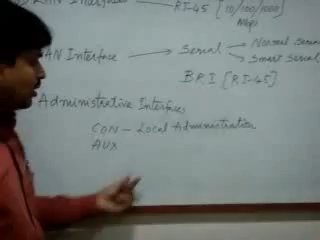 LAN Interface → RJ-45 [10/100/1000] Mbps
WAN Interface → Serial → Normal Serial
→ Smart Serial
BRI [RJ-45]
Administrative Interfaces
CON - Local Administration
AUX